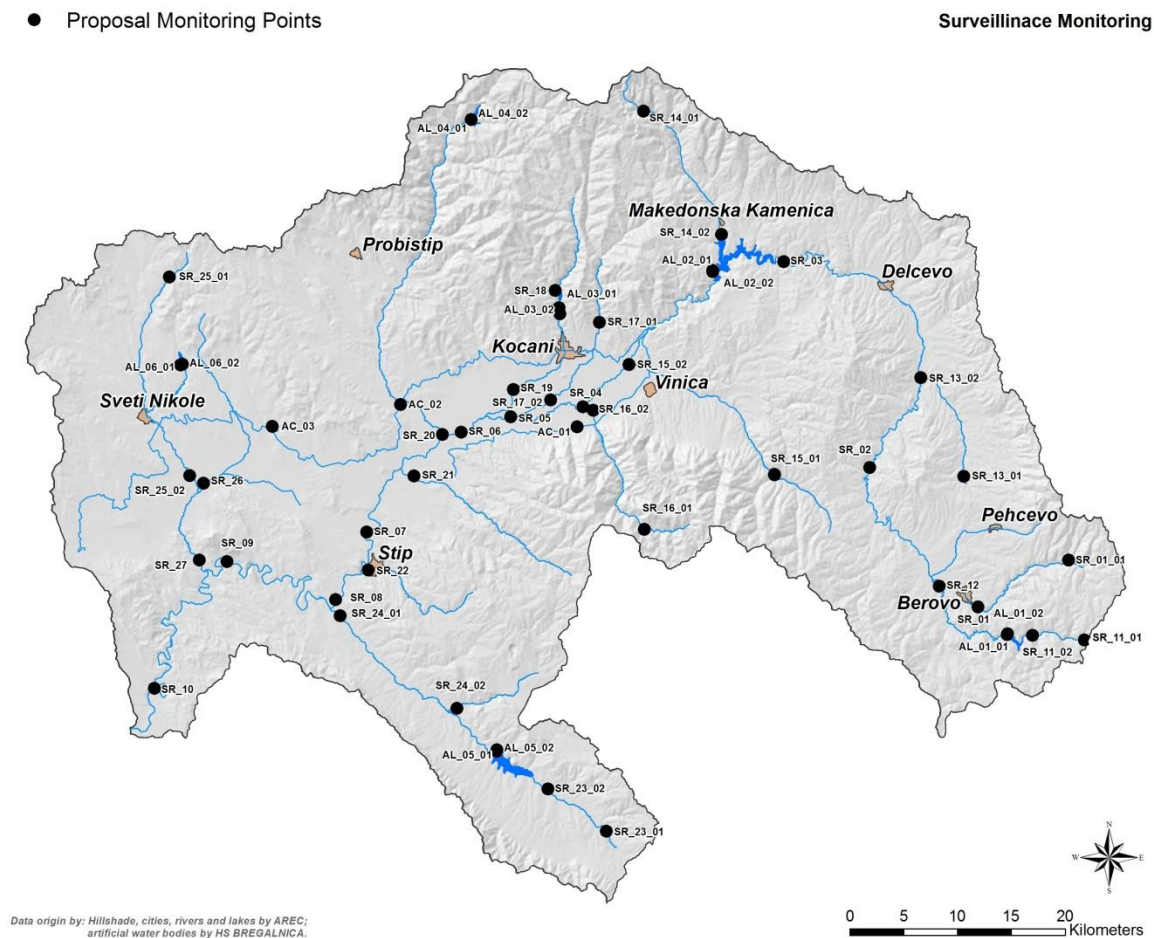 Proposal Monitoring Points
Surveillinace Monitoring
AL_04_02
AL_04_01
SR_14_01
Makedonska Kamenica
SR_14_02
Probistip
AL_02_01
SR_03
Delcevo
AL_02_02
SR_25_01
SR_18
AL_03_01
AL_03_02
SR_17_01
Kocani
AL_06_01
AL_06_02
SR_15_02
SR_13_02
Vinica
SR_19
Sveti Nikole
AC_02
SR_17_02
SR_04
SR_16_02
SR_05
AC_03
SR_20
SR_06
AC_01
SR_02
SR_21
SR_15_01
SR_13_01
SR_25_02
SR_26
SR_16_01
Pehcevo
SR_07
SR_09
Stip
SR_27
SR_22
SR_01_01
SR_12
Berovo
SR_08
SR_01
AL_01_02
SR_24_01
AL_01_01
SR_11_02
SR_11_01
SR_10
SR_24_02
AL_05_01
AL_05_02
SR_23_02
SR_23_01
N
W
E
S
Data origin by: Hillshade, cities, rivers and lakes by AREC;
artificial water bodies by HS BREGALNICA.
0 5 10 15 20
Kilometers